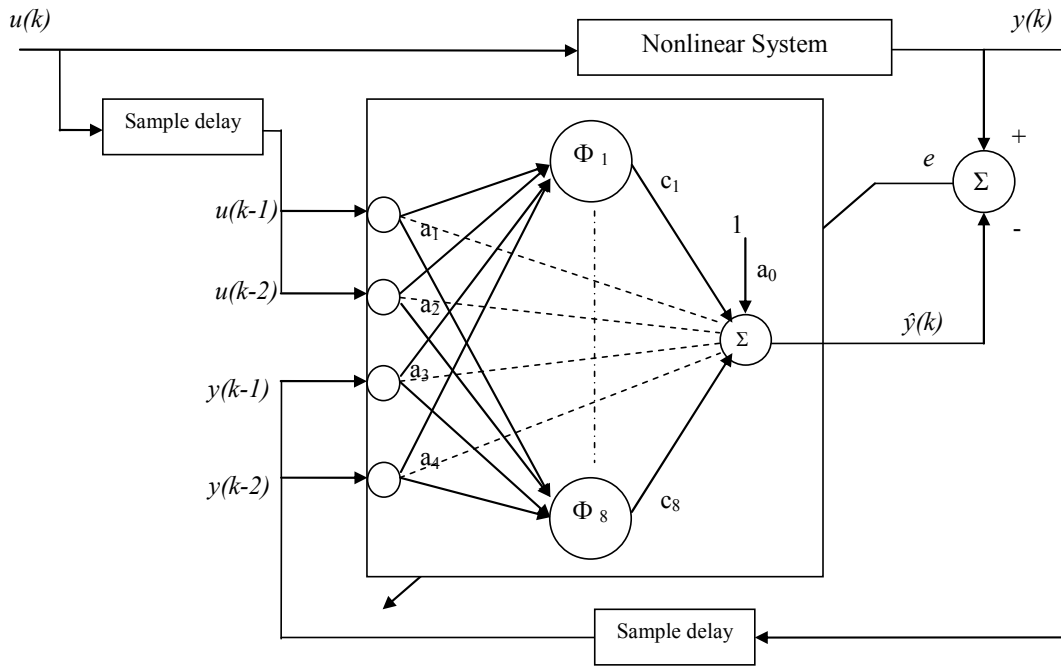 u(k)
Nonlinear System
y(k)
Sample delay
Φ 1
+
e
Σ
-
c1
u(k-1)
a1
1
a0
u(k-2)
a2
Σ
ŷ(k)
y(k-1)
a3
y(k-2)
a4
Φ 8
c8
Sample delay